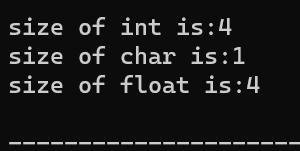 size of int is:4
size of char is:1
size of float is:4
--------------------------------